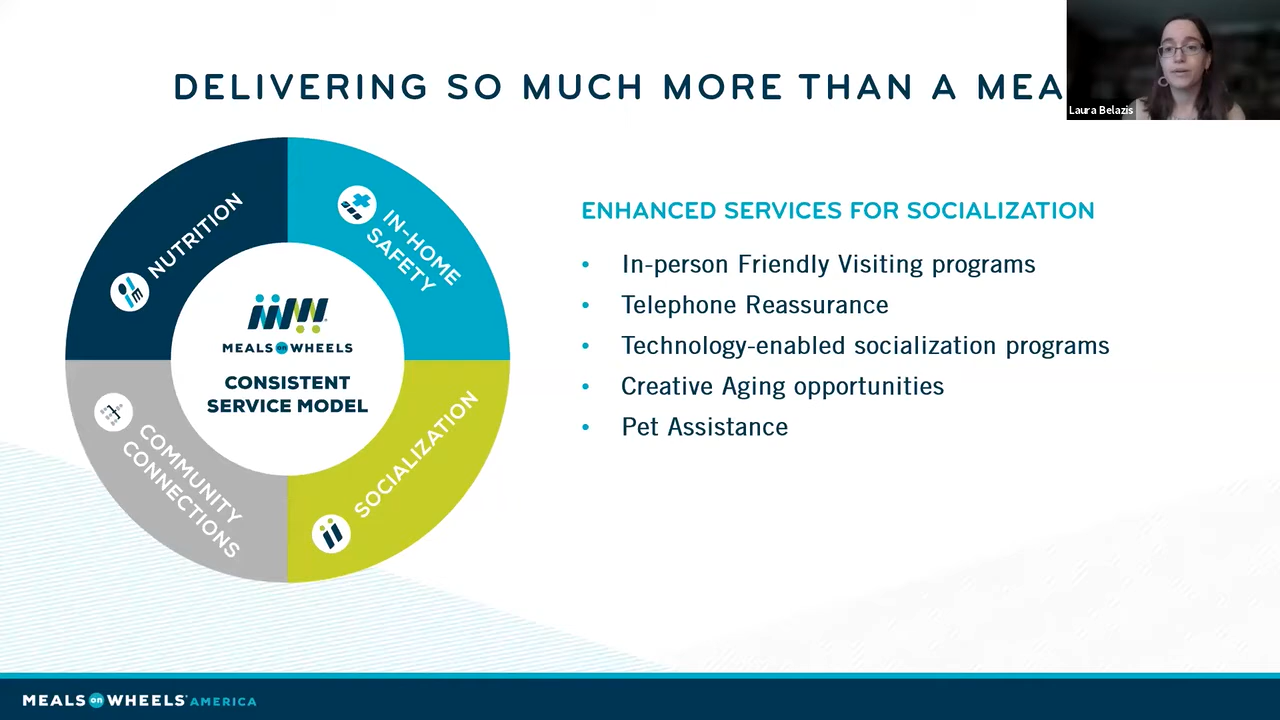 DELIVERING SO MUCH MORE THAN A MEA
Laura Belazis
NUTRITION
IN-HOME
SAFETY
MEALS on WHEELS
CONSISTENT
SERVICE MODEL
COMMUNITY
CONNECTIONS
SOCIALIZATION
ENHANCED SERVICES FOR SOCIALIZATION
• In-person Friendly Visiting programs
• Telephone Reassurance
• Technology-enabled socialization programs
• Creative Aging opportunities
• Pet Assistance
MEALS on WHEELS AMERICA